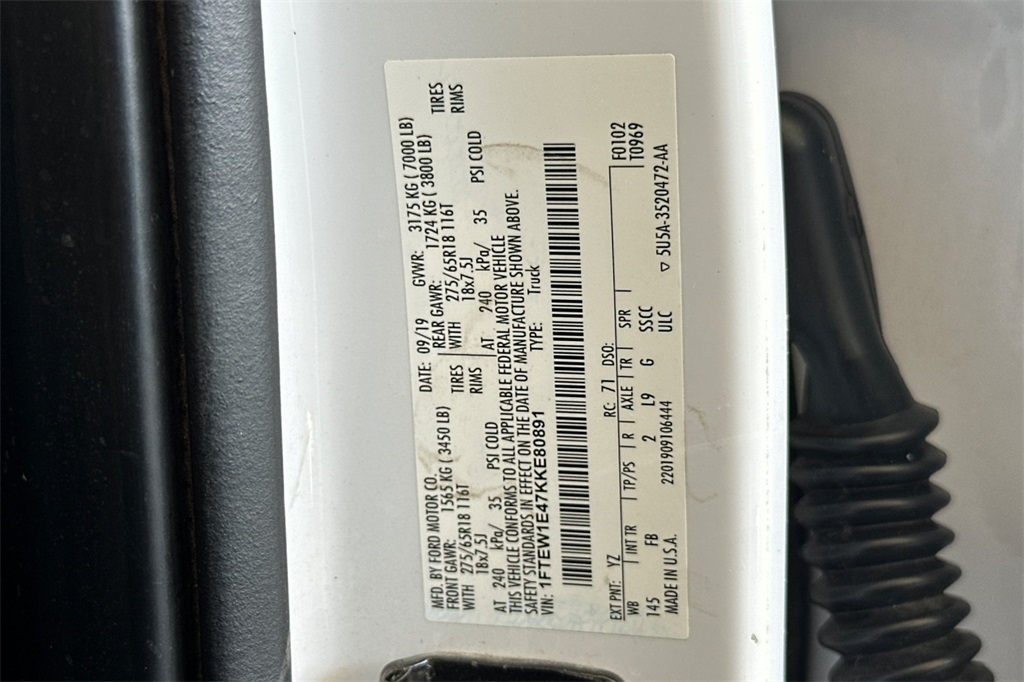 MFD. BY FORD MOTOR CO. DATE: 09/19 GVWR: 3175 KG ( 7000 LB)
FRONT GAWR: 1565 KG ( 3450 LB) REAR GAWR: 1724 KG ( 3800 LB)
WITH 275/65R18 116T TIRES WITH 275/65R18 116T TIRES
18x7.5J RIMS 18x7.5J RIMS
AT 240 kPa/ 35 PSI COLD AT 240 kPa/ 35 PSI COLD
THIS VEHICLE CONFORMS TO ALL APPLICABLE FEDERAL MOTOR VEHICLE
SAFETY STANDARDS IN EFFECT ON THE DATE OF MANUFACTURE SHOWN ABOVE.
VIN: 1FTEW1E47KKE80891 TYPE: Truck
EXT PNT: YZ RC: 71 DSO: F0102
WB INT TR TP/PS R AXLE TR SPR T0969
145 FB 2 L9 G SSCC
MADE IN U.S.A. 2201909106444 ULC ▽ 5U5A-3520472-AA